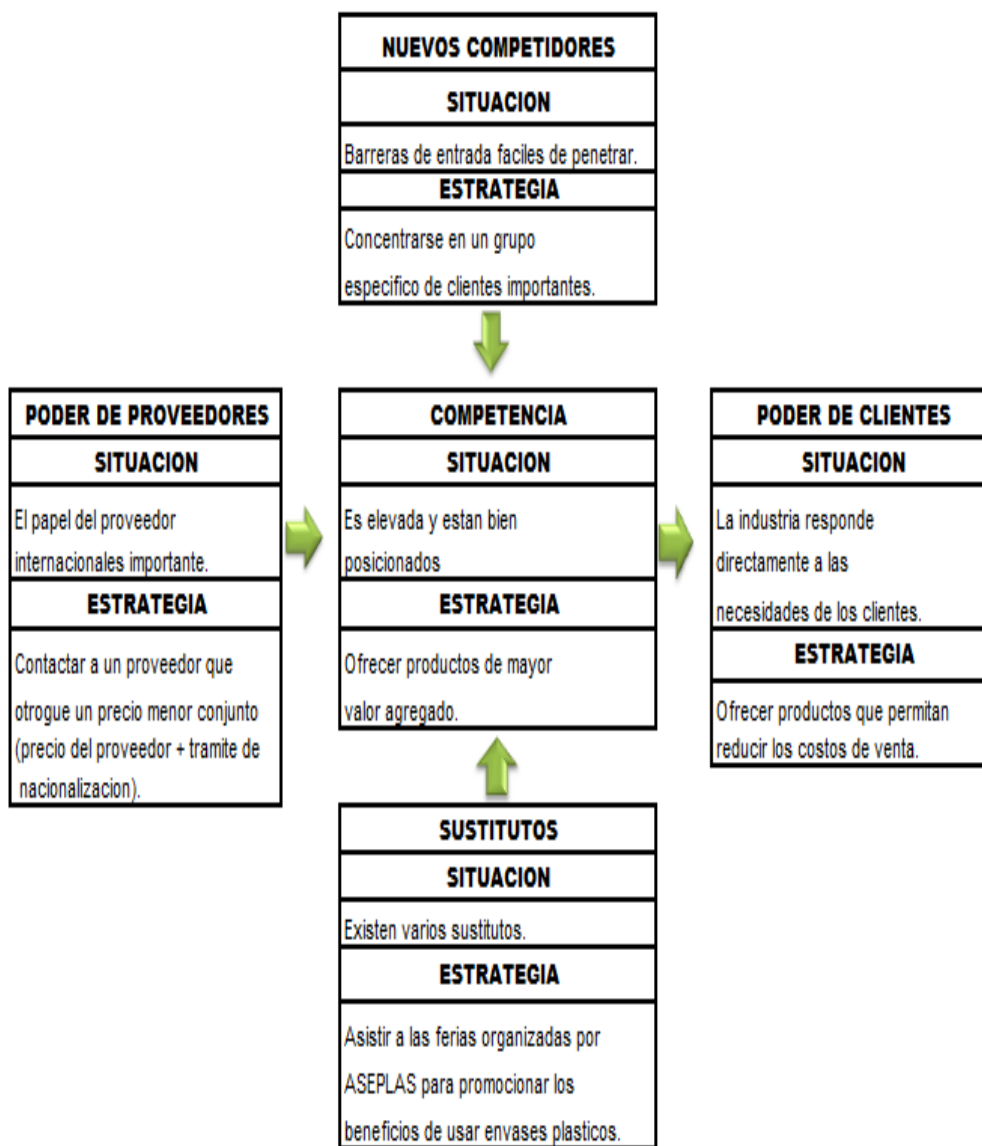 NUEVOS COMPETIDORES
SITUACION
Barreras de entrada faciles de penetrar.
ESTRATEGIA
Concentrarse en un grupo
especifico de clientes importantes.
PODER DE PROVEEDORES
SITUACION
El papel del proveedor
internacionales importante.
ESTRATEGIA
Contactar a un proveedor que
otrogue un precio menor conjunto
(precio del proveedor + tramite de
nacionalizacion).
COMPETENCIA
SITUACION
Es elevada y estan bien
posicionados
ESTRATEGIA
Ofrecer productos de mayor
valor agregado.
PODER DE CLIENTES
SITUACION
La industria responde
directamente a las
necesidades de los clientes.
ESTRATEGIA
Ofrecer productos que permitan
reducir los costos de venta.
SUSTITUTOS
SITUACION
Existen varios sustitutos.
ESTRATEGIA
Asistir a las ferias organizadas por
ASEPLAS para promocionar los
beneficios de usar envases plasticos.